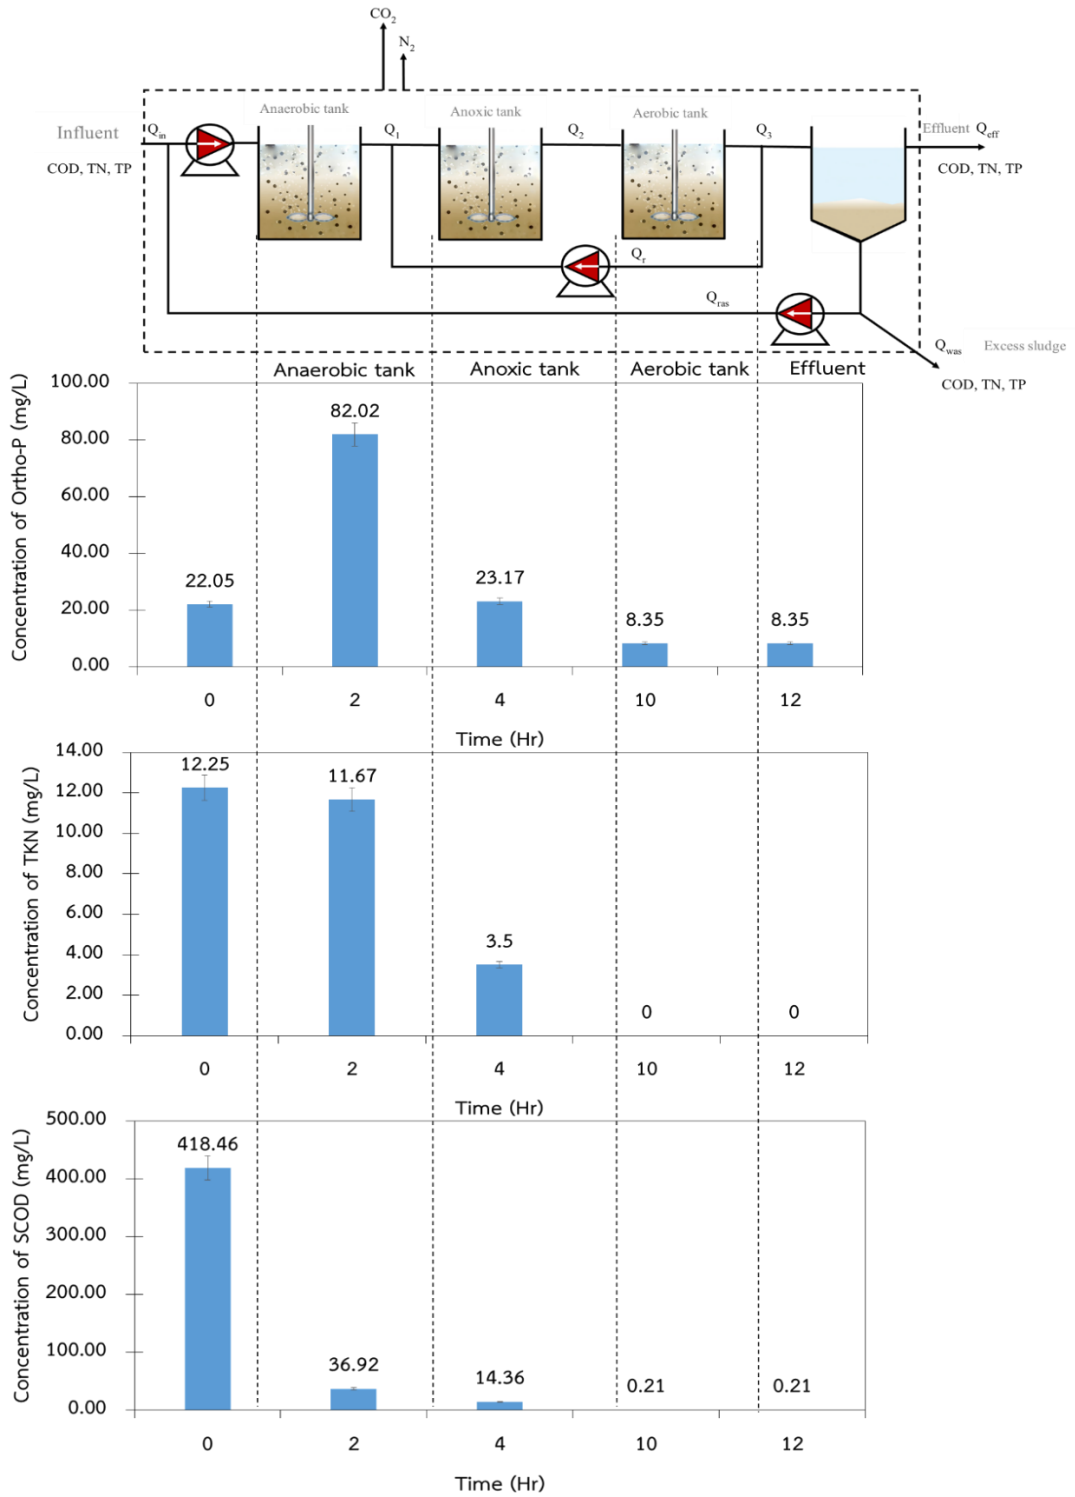 CO2
N2
Anaerobic tank
Anoxic tank
Aerobic tank
Influent
Qin
Q1
Q2
Q3
Effluent
Qeff
COD, TN, TP
COD, TN, TP
Qr
Qras
Qwas
Excess sludge
COD, TN, TP
Anaerobic tank
Anoxic tank
Aerobic tank
Effluent
Concentration of Ortho-P (mg/L)
100.00
80.00
60.00
40.00
20.00
0.00
22.05
82.02
23.17
8.35
8.35
0
2
4
10
12
Time (Hr)
Concentration of TKN (mg/L)
14.00
12.00
10.00
8.00
6.00
4.00
2.00
0.00
12.25
11.67
3.5
0
0
0
2
4
10
12
Time (Hr)
Concentration of SCOD (mg/L)
500.00
400.00
300.00
200.00
100.00
0.00
418.46
36.92
14.36
0.21
0.21
0
2
4
10
12
Time (Hr)